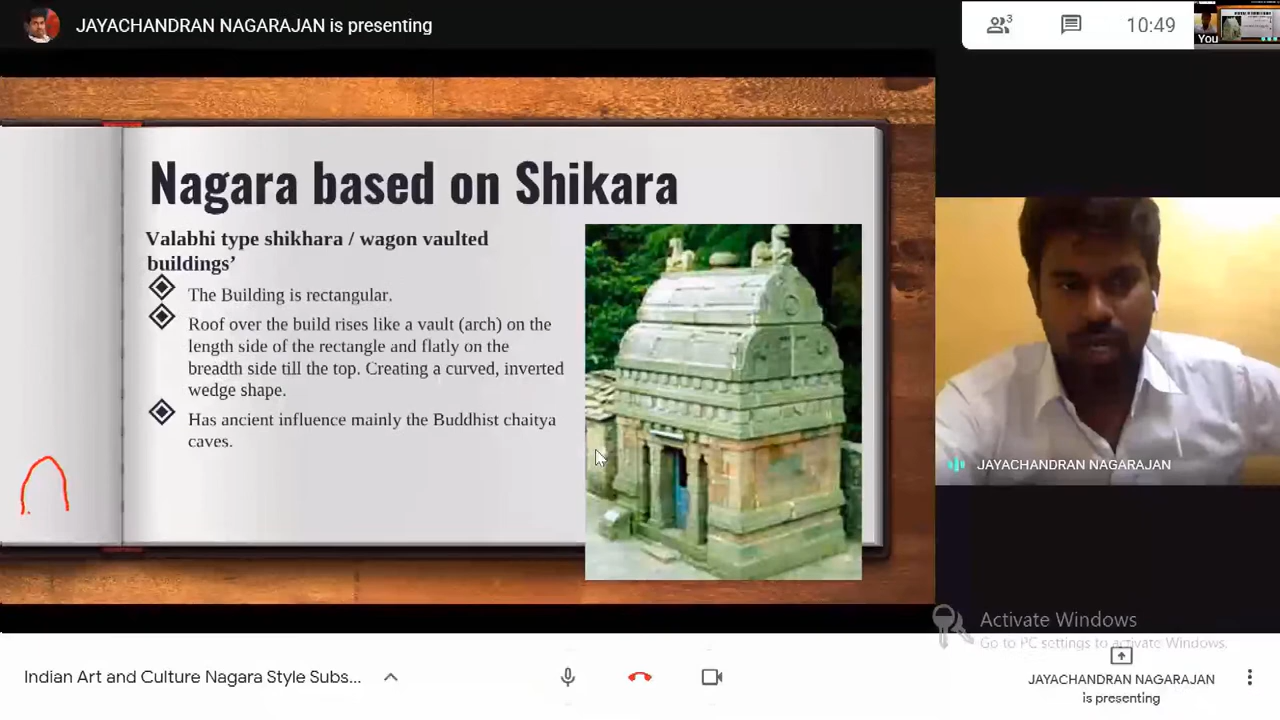 JAYACHANDRAN NAGARAJAN is presenting
3
10:49
You
Nagara based on Shikara
Valabhi type shikhara / wagon vaulted
buildings’
The Building is rectangular.
Roof over the build rises like a vault (arch) on the
length side of the rectangle and flatly on the
breadth side till the top. Creating a curved, inverted
wedge shape.
Has ancient influence mainly the Buddhist chaitya
caves.
JAYACHANDRAN NAGARAJAN
Activate Windows
Go to PC settings to activate Windows.
Indian Art and Culture Nagara Style Subs...
JAYACHANDRAN NAGARAJAN
is presenting